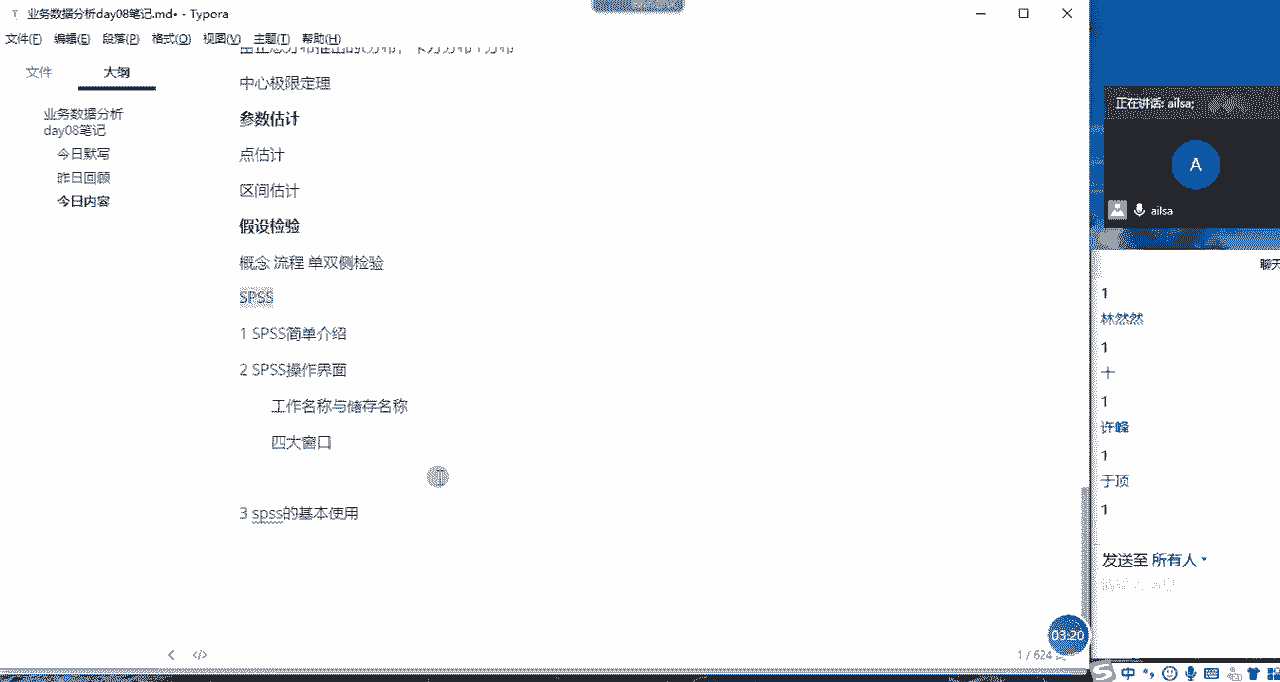 业务数据分析day08笔记.md• - Typora
文件(F) 编辑(E) 段落(P) 格式(O) 视图(V) 主题(T) 帮助(H)
文件 大纲
业务数据分析
day08笔记
今日默写
昨日回顾
今日内容
中心极限定理
参数估计
点估计
区间估计
假设检验
概念 流程 单双侧检验
SPSS
1 SPSS简单介绍
2 SPSS操作界面
工作名称与储存名称
四大窗口
3 spss的基本使用
1 / 624
03:20
正在讲话: ailsa;
A
ailsa
聊天
1
林然然
1
十
1
许峰
1
于顶
1
发送至 所有人
中